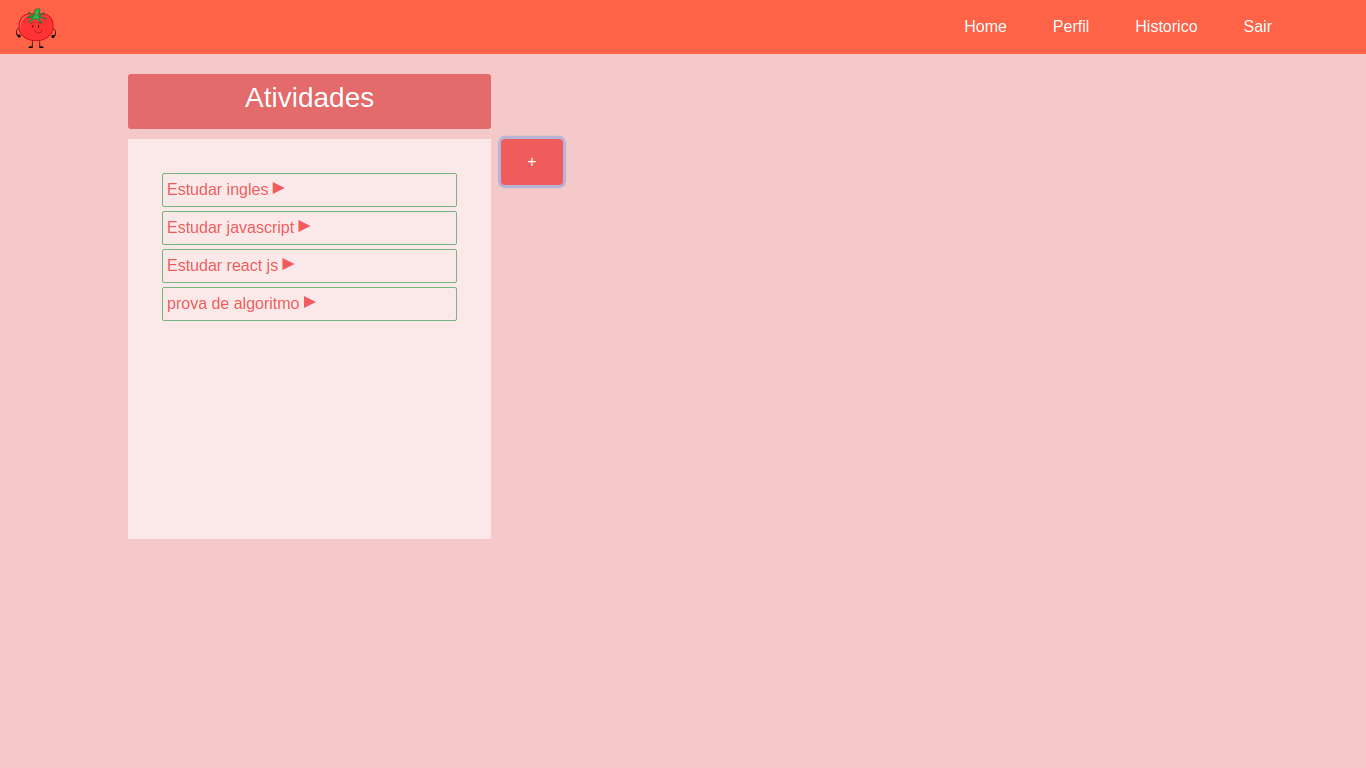 Home Perfil Historico Sair
Atividades
+
Estudar ingles ▶
Estudar javascript ▶
Estudar react js ▶
prova de algoritmo ▶